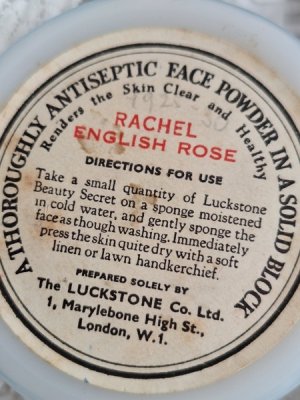 A THOROUGHLY ANTISEPTIC FACE POWDER IN A SOLID BLOCK
Renders the Skin Clear and Healthy
RACHEL
ENGLISH ROSE
DIRECTIONS FOR USE
Take a small quantity of Luckstone
Beauty Secret on a sponge moistened
in cold water, and gently sponge the
face as though washing. Immediately
press the skin quite dry with a soft
linen or lawn handkerchief.
PREPARED SOLELY BY
The LUCKSTONE Co. Ltd.
1, Marylebone High St.,
London, W.1.